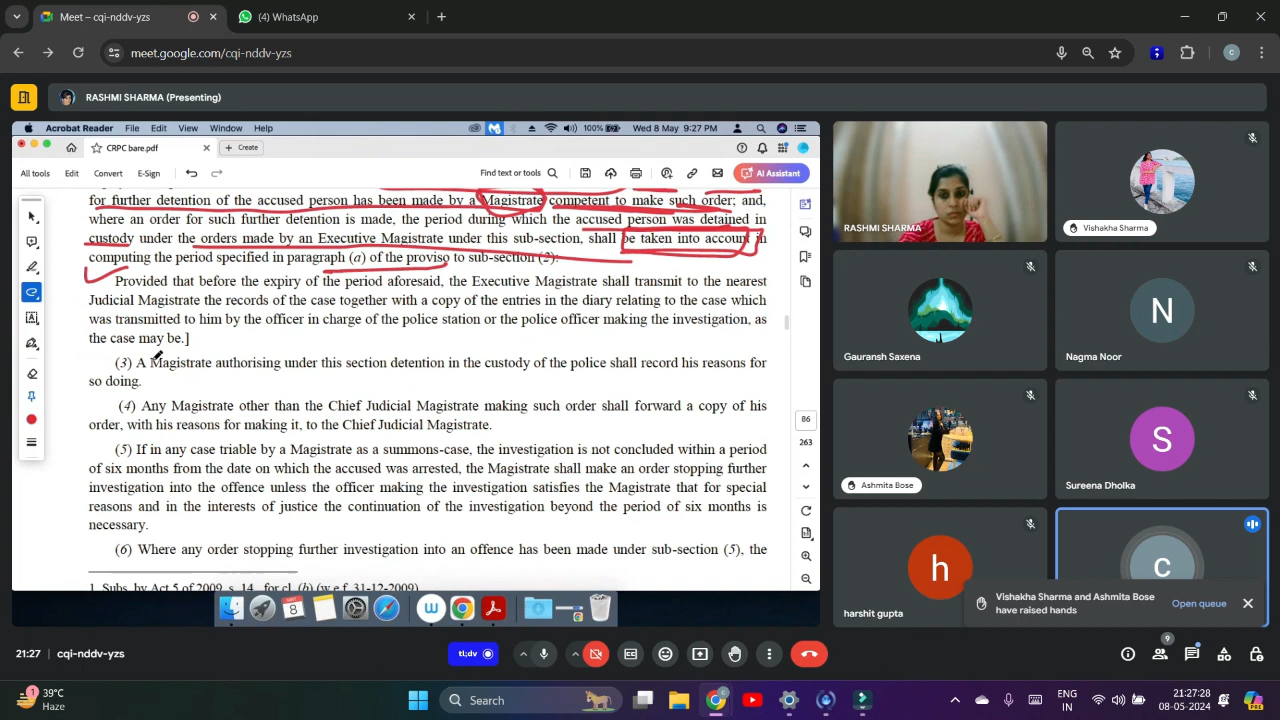 Meet – cqi-nddv-yzs
(4) WhatsApp
meet.google.com/cqi-nddv-yzs
c
RASHMI SHARMA (Presenting)
Acrobat Reader File Edit View Window Help
100% Wed 8 May 9:27 PM
CRPC bare.pdf
+ Create
All tools Edit Convert E-Sign
Find text or tools
AI Assistant
for further detention of the accused person has been made by a Magistrate competent to make such order; and,
where an order for such further detention is made, the period during which the accused person was detained in
custody under the orders made by an Executive Magistrate under this sub-section, shall be taken into account in
computing the period specified in paragraph (a) of the proviso to sub-section (2):
Provided that before the expiry of the period aforesaid, the Executive Magistrate shall transmit to the nearest
Judicial Magistrate the records of the case together with a copy of the entries in the diary relating to the case which
was transmitted to him by the officer in charge of the police station or the police officer making the investigation, as
the case may be.]
(3) A Magistrate authorising under this section detention in the custody of the police shall record his reasons for
so doing.
(4) Any Magistrate other than the Chief Judicial Magistrate making such order shall forward a copy of his
order, with his reasons for making it, to the Chief Judicial Magistrate.
(5) If in any case triable by a Magistrate as a summons-case, the investigation is not concluded within a period
of six months from the date on which the accused was arrested, the Magistrate shall make an order stopping further
investigation into the offence unless the officer making the investigation satisfies the Magistrate that for special
reasons and in the interests of justice the continuation of the investigation beyond the period of six months is
necessary.
(6) Where any order stopping further investigation into an offence has been made under sub-section (5), the
1. Subs. by Act 5 of 2009, s. 14, for cl. (b) (w.e.f. 31-12-2009).
86
263
8
RASHMI SHARMA
Vishakha Sharma
Gauransh Saxena
N
Nagma Noor
Ashmita Bose
S
Sureena Dholka
h
harshit gupta
c
Vishakha Sharma and Ashmita Bose
have raised hands
Open queue
21:27 cqi-nddv-yzs
tl;dv
9
1
39°C
Haze
Search
ENG
IN
21:27:28
08-05-2024